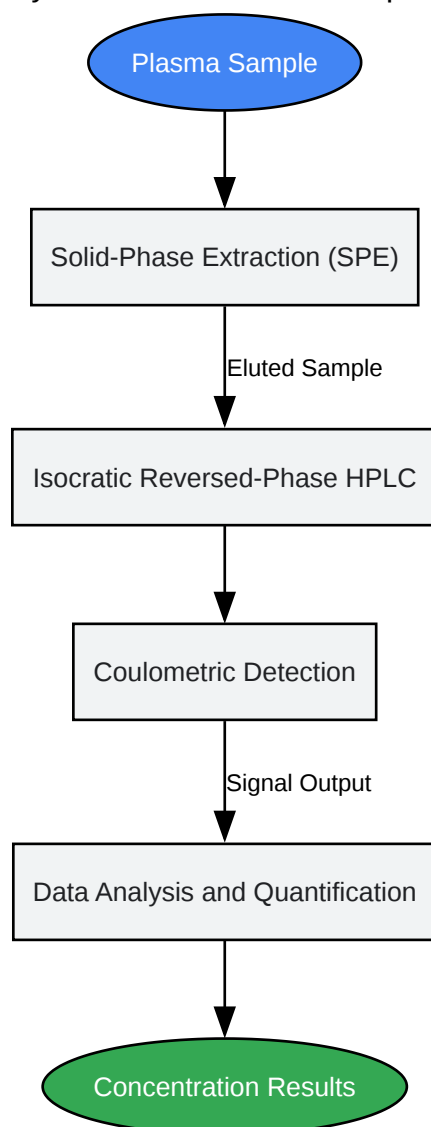 Plasma Sample
Solid-Phase Extraction (SPE)
Eluted Sample
Isocratic Reversed-Phase HPLC
Coulometric Detection
Signal Output
Data Analysis and Quantification
Concentration Results